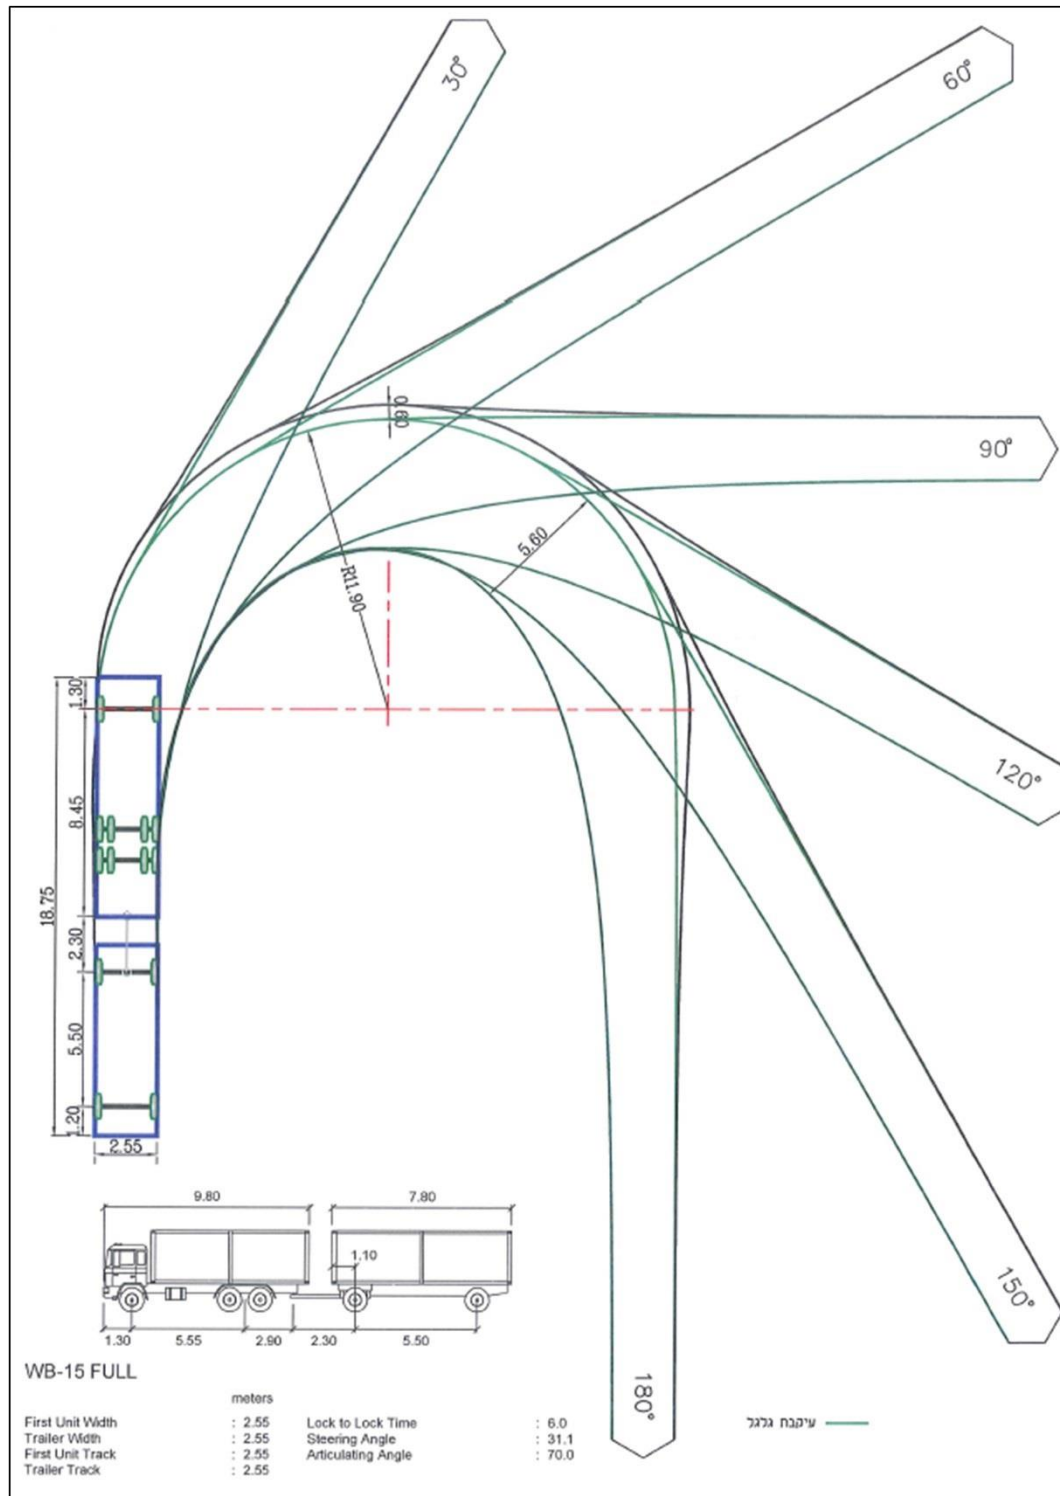 30°
60°
0.60
90°
5.60
R11.90
1.30
120°
8.45
18.75
2.30
5.50
1.20
2.55
150°
9.80
7.80
1.10
1.30
5.55
2.90
2.30
5.50
WB-15 FULL
180°
meters
First Unit Width : 2.55 Lock to Lock Time : 6.0
Trailer Width : 2.55 Steering Angle : 31.1
First Unit Track : 2.55 Articulating Angle : 70.0
Trailer Track : 2.55
עיקבת גלגל